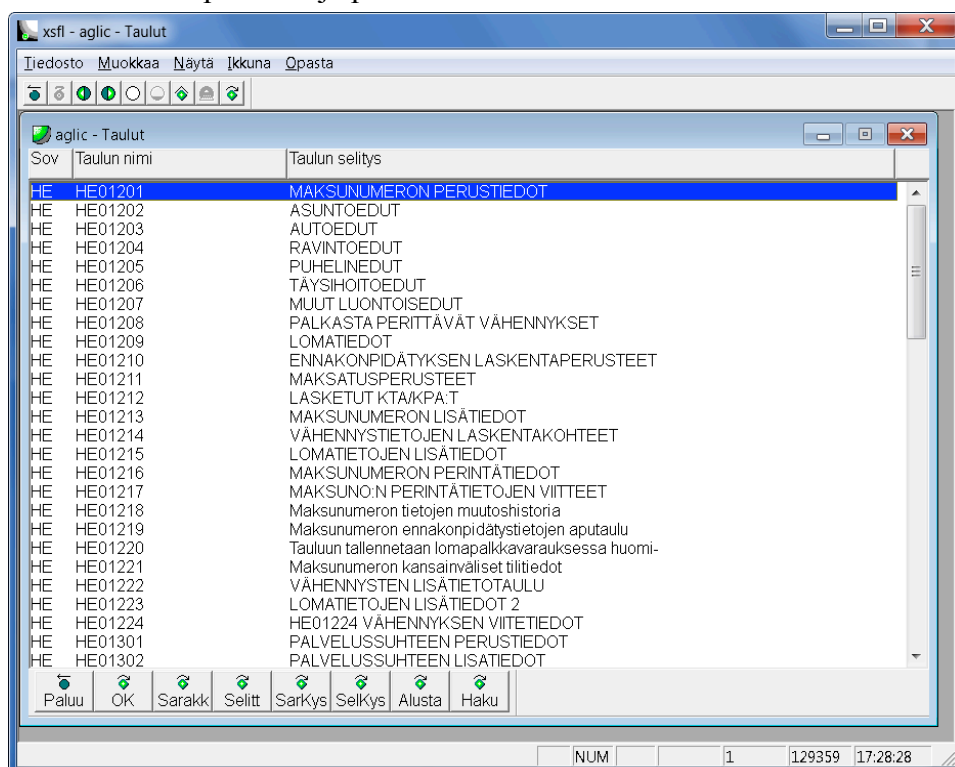 xsfl - aglic - Taulut
Tiedosto Muokkaa Näytä Ikkuna Opasta
aglic - Taulut
Sov Taulun nimi Taulun selitys
HE HE01201 MAKSUNUMERON PERUSTIEDOT
HE HE01202 ASUNTOEDUT
HE HE01203 AUTOEDUT
HE HE01204 RAVINTOEDUT
HE HE01205 PUHELINEDUT
HE HE01206 TÄYSIHOITOEDUT
HE HE01207 MUUT LUONTOISEDUT
HE HE01208 PALKASTA PERITTÄVÄT VÄHENNYKSET
HE HE01209 LOMATIEDOT
HE HE01210 ENNAKONPIDÄTYKSEN LASKENTAPERUSTEET
HE HE01211 MAKSATUSPERUSTEET
HE HE01212 LASKETUT KTA/KPA:T
HE HE01213 MAKSUNUMERON LISÄTIEDOT
HE HE01214 VÄHENNYSTIETOJEN LASKENTAKOHTEET
HE HE01215 LOMATIETOJEN LISÄTIEDOT
HE HE01216 MAKSUNUMERON PERINTÄTIEDOT
HE HE01217 MAKSUNO:N PERINTÄTIETOJEN VIITTEET
HE HE01218 Maksunumeron tietojen muutoshistoria
HE HE01219 Maksunumeron ennakonpidätystietojen aputaulu
HE HE01220 Tauluun tallennetaan lomapalkkavarauksessa huomi-
HE HE01221 Maksunumeron kansainväliset tilitiedot
HE HE01222 VÄHENNYSTEN LISÄTIETOTAULU
HE HE01223 LOMATIETOJEN LISÄTIEDOT 2
HE HE01224 HE01224 VÄHENNYKSEN VIITETIEDOT
HE HE01301 PALVELUSSUHTEEN PERUSTIEDOT
HE HE01302 PALVELUSSUHTEEN LISATIEDOT
Paluu OK Sarakk Selitt SarKys SelKys Alusta Haku
NUM 1 129359 17:28:28